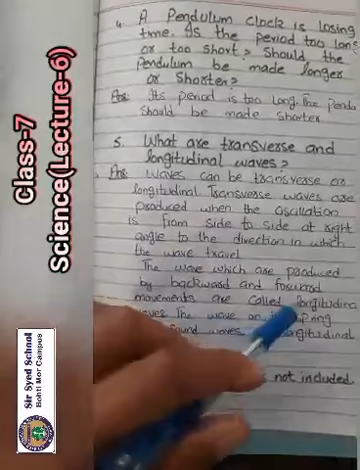 Class-7
Science(Lecture-6)
Sir Syed School
Bohti Mor Campus
4. A Pendulum clock is losing
time. Is the period too long
or too short? Should the
Pendulum be made longer
or Shorter?
Ans: Its period is too Long. The pendu
should be made shorter
5. What are transverse and
longitudinal waves?
Ans: Waves can be transverse or
longitudinal. Transverse waves are
produced when the oscillation
is from side to side at right
angle to the direction in which
the wave travel
The wave which are produced
by backward and forward
movements are called longitudina
The wave on
sound waves longitudinal
not included.